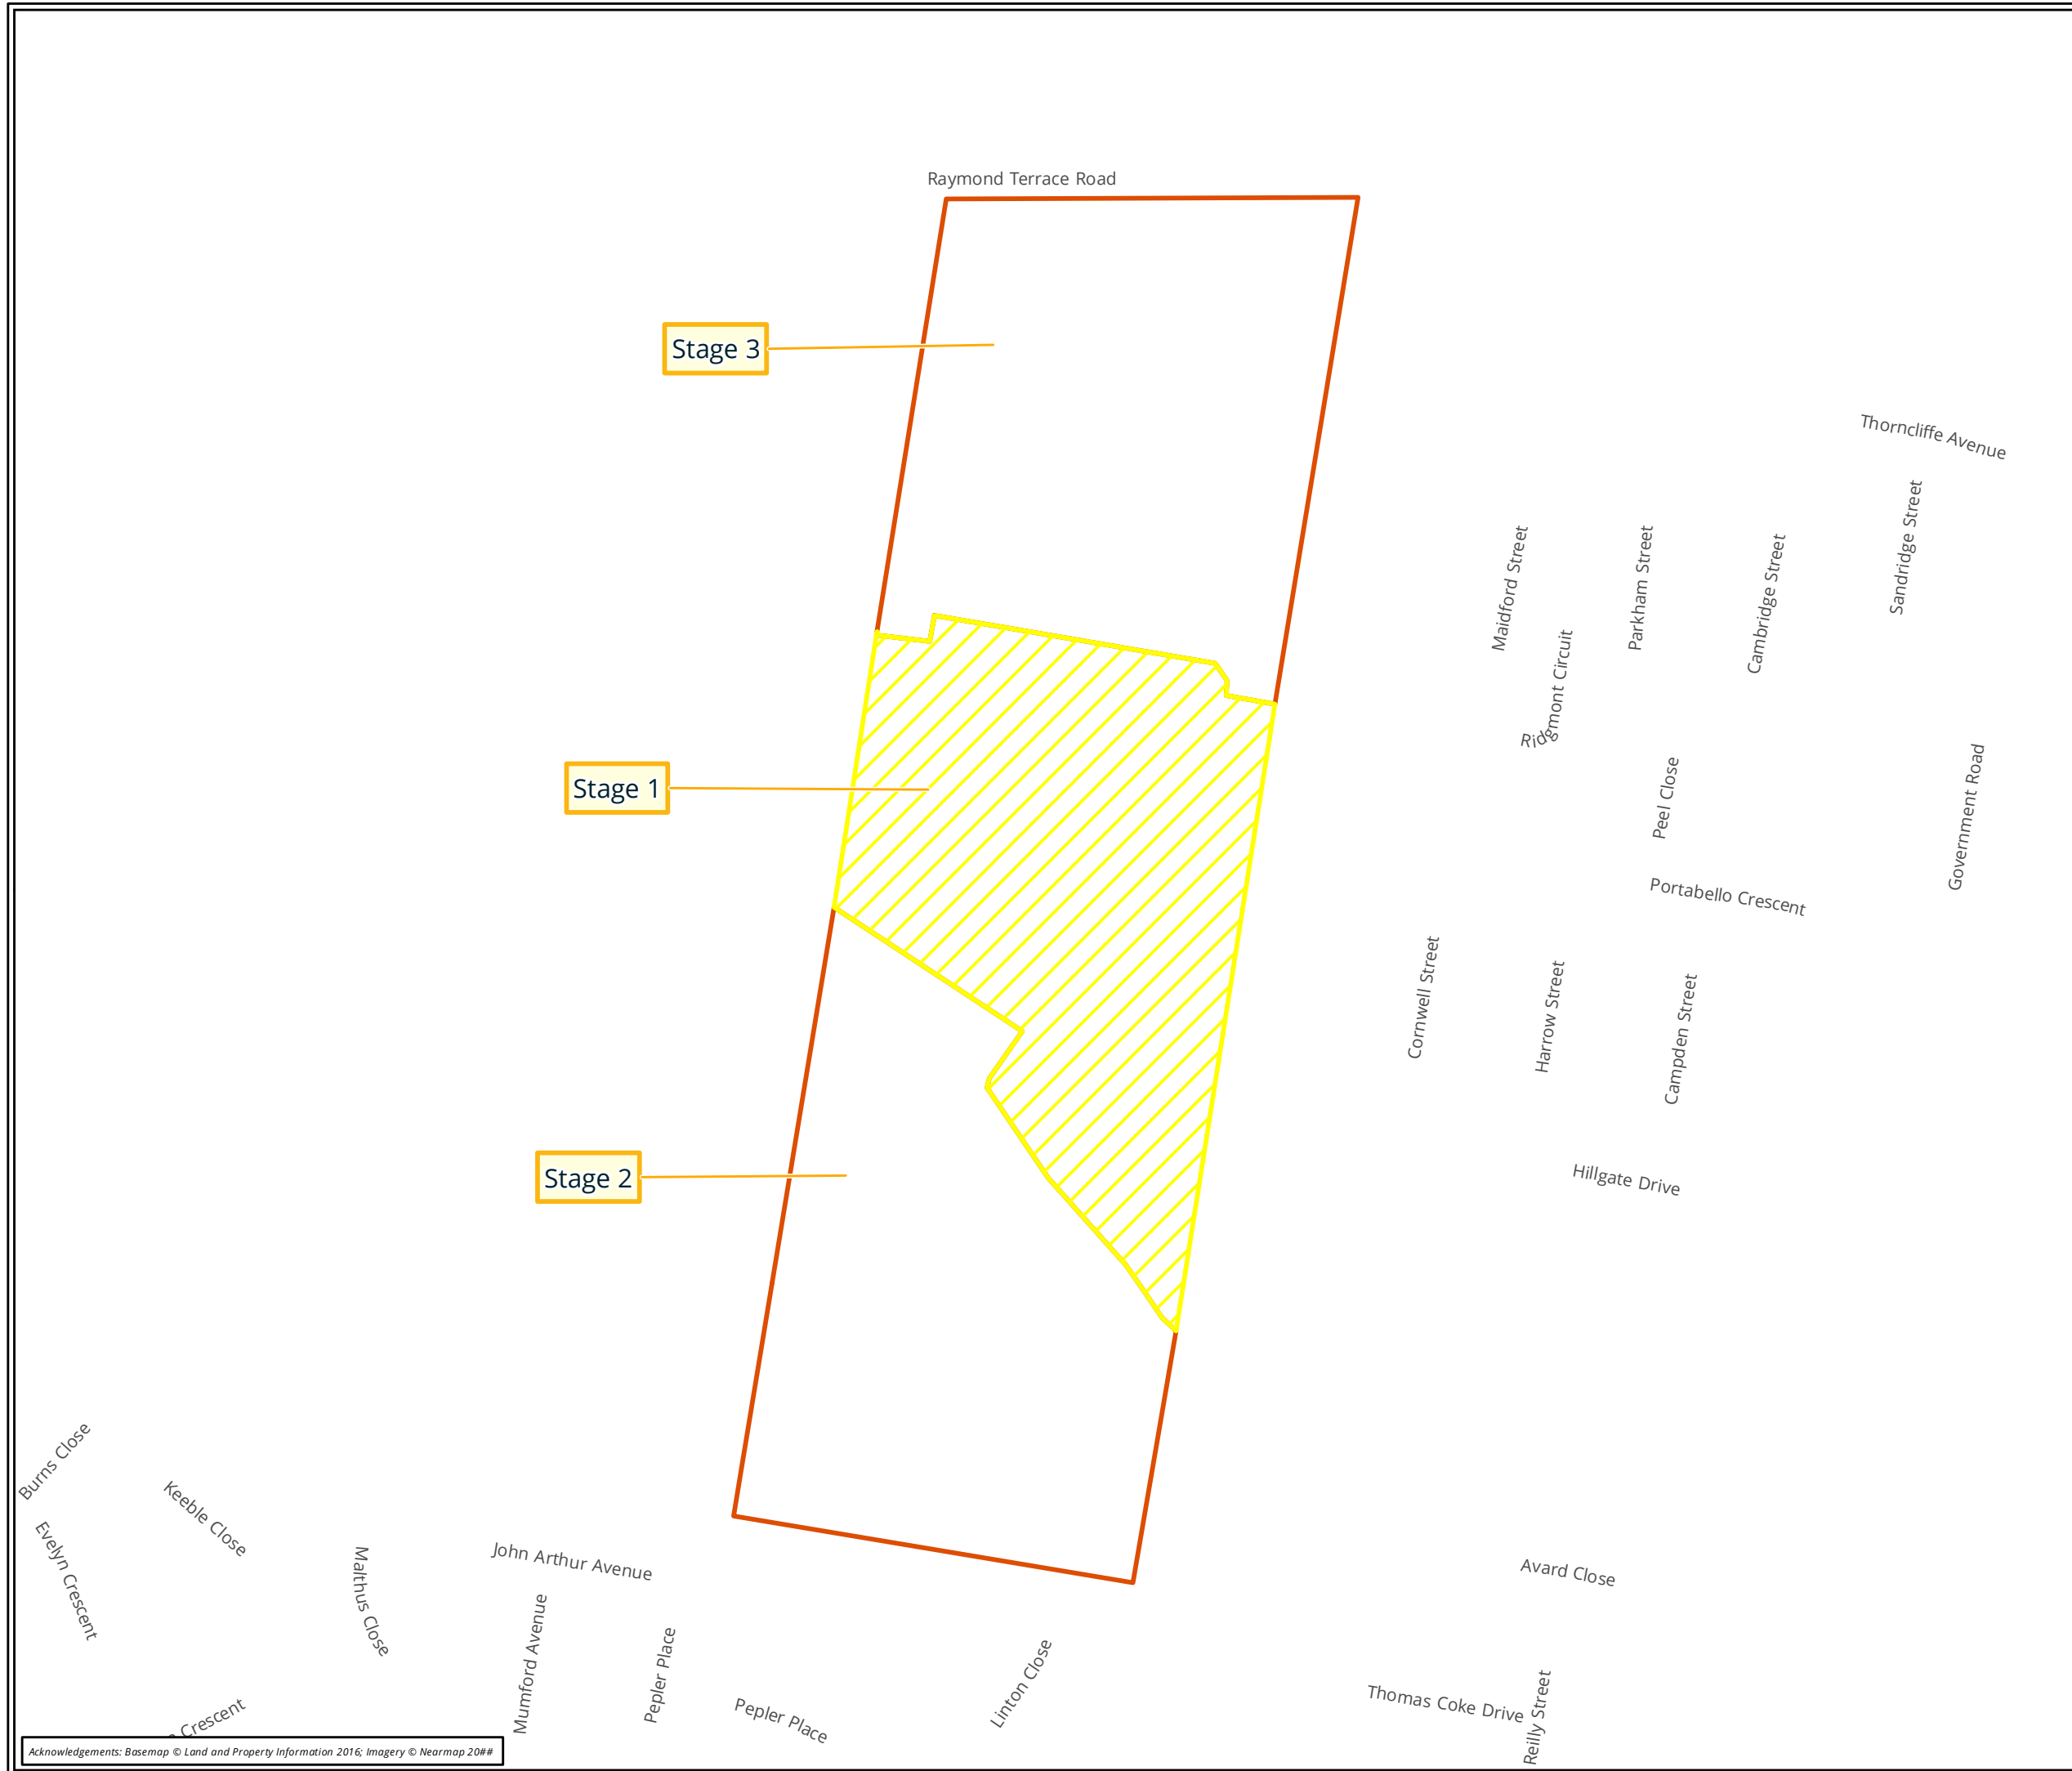 Raymond Terrace Road
Stage 3
Thorncliffe Avenue
Sandridge Street
Maidford Street
Parkham Street
Cambridge Street
Ridgmont Circuit
Stage 1
Peel Close
Government Road
Portabello Crescent
Cornwell Street
Harrow Street
Campden Street
Stage 2
Hillgate Drive
Burns Close
Keeble Close
Evelyn Crescent
Malthus Close
John Arthur Avenue
Avard Close
Mumford Avenue
Pepler Place
Pepler Place
Linton Close
Thomas Coke Drive
Reilly Street
Crescent
Acknowledgements: Basemap © Land and Property Information 2016; Imagery © Nearmap 20##